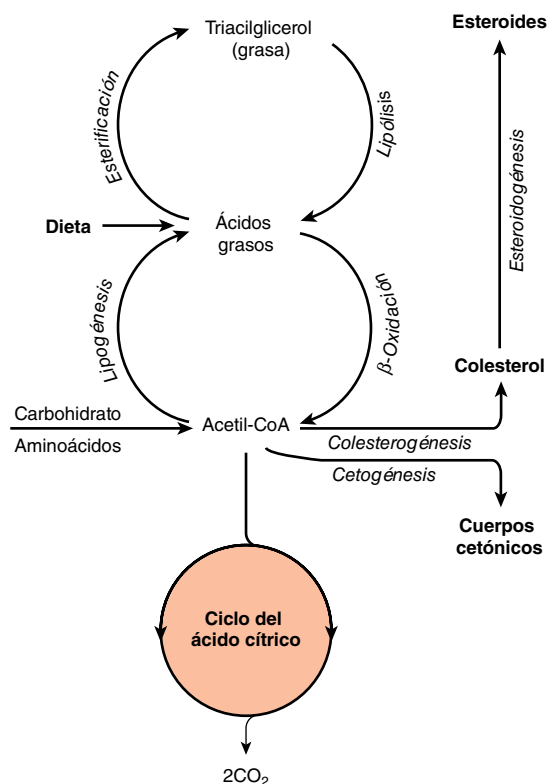 Triacilglicerol
(grasa)
Esteroides
Esterificación
Lipólisis
Esteroidogénesis
Dieta
Ácidos
grasos
Lipogénesis
β-Oxidación
Colesterol
Carbohidrato
Aminoácidos
Acetil-CoA
Colesterogénesis
Cetogénesis
Cuerpos
cetónicos
Ciclo del
ácido cítrico
2CO₂